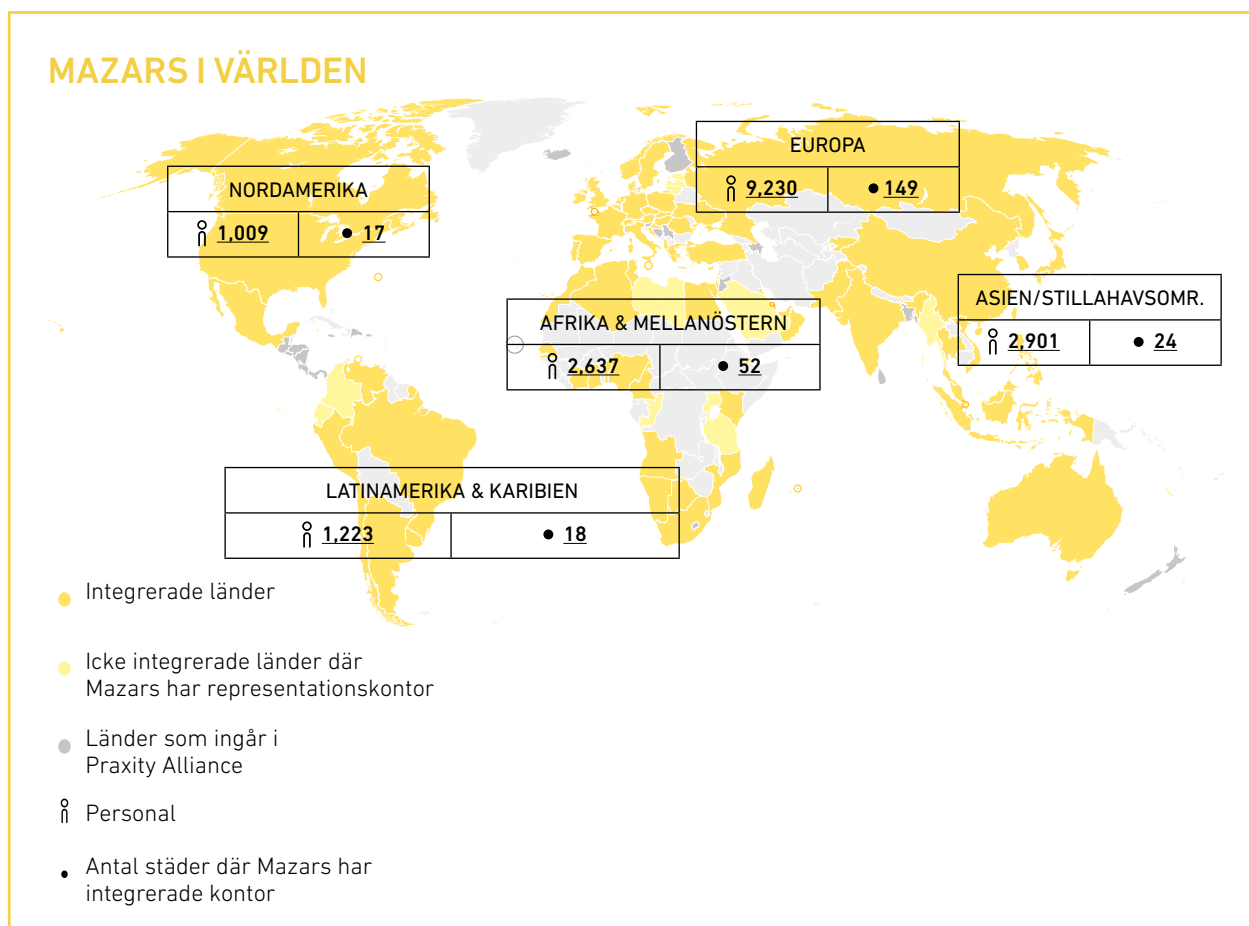 MAZARS I VÄRLDEN
EUROPA
9,230 149
NORDAMERIKA
1,009 17
ASIEN/STILLAHAVSOMR.
2,901 24
AFRIKA & MELLANÖSTERN
2,637 52
LATINAMERIKA & KARIBIEN
1,223 18
Integrerade länder
Icke integrerade länder där
Mazars har representationskontor
Länder som ingår i
Praxity Alliance
Personal
Antal städer där Mazars har
integrerade kontor